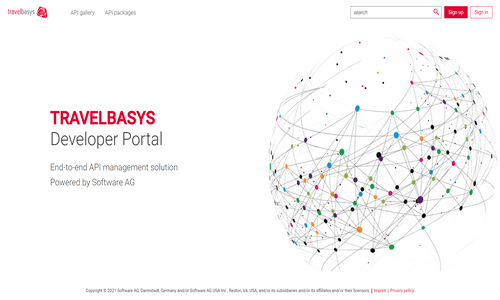 travelbasys
API gallery
API packages
search
Sign up
Sign in
TRAVELBASYS
Developer Portal
End-to-end API management solution
Powered by Software AG
Copyright © 2021 Software AG, Darmstadt, Germany and/or Software AG USA Inc., Reston, VA, USA, and/or its subsidiaries and/or its affiliates and/or their licensors. | Imprint | Privacy policy